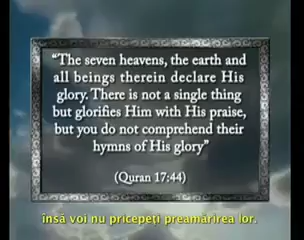 “The seven heavens, the earth and
all beings therein declare His
glory. There is not a single thing
but glorifies Him with His praise,
but you do not comprehend their
hymns of His glory”
(Quran 17:44)
însă voi nu pricepeţi preamărirea lor.